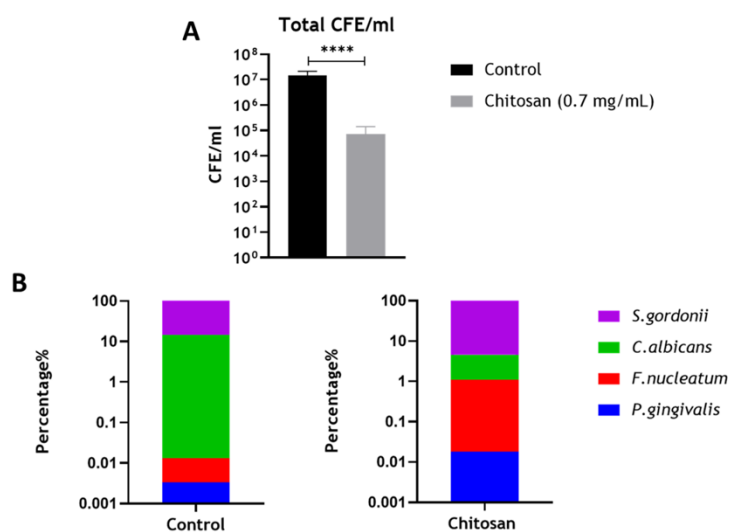 A
Total CFE/ml
****
CFE/ml
10⁸
10⁷
10⁶
10⁵
10⁴
10³
10²
10¹
10⁰
Control
Chitosan (0.7 mg/mL)
B
Percentage%
100
10
1
0.1
0.01
0.001
Control
Percentage%
100
10
1
0.1
0.01
0.001
Chitosan
S.gordonii
C.albicans
F.nucleatum
P.gingivalis